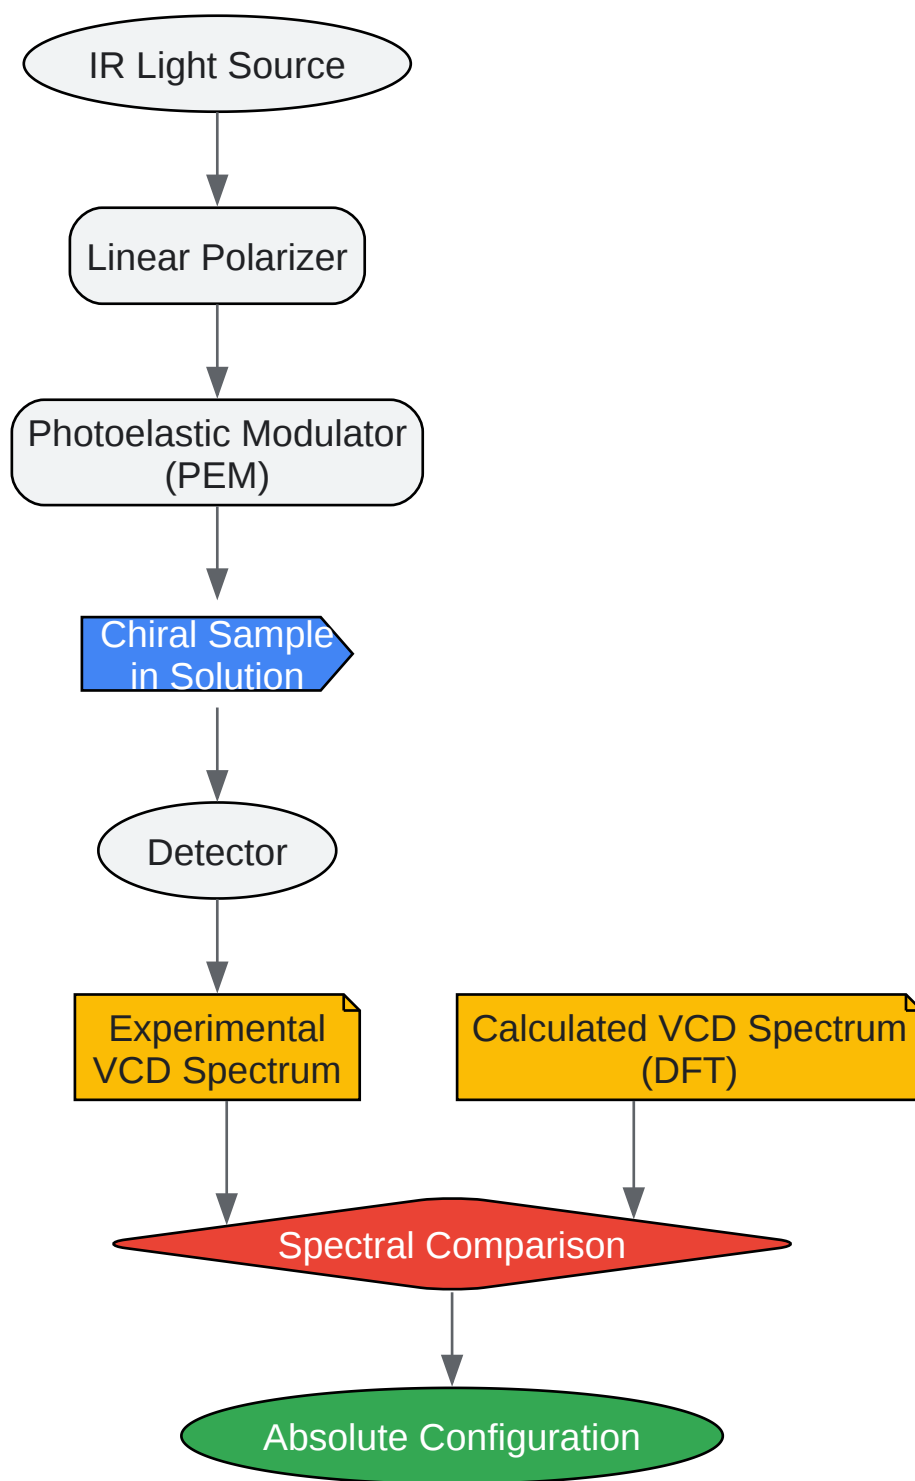 IR Light Source
Linear Polarizer
Photoelastic Modulator
(PEM)
Chiral Sample
in Solution
Detector
Experimental
VCD Spectrum
Calculated VCD Spectrum
(DFT)
Spectral Comparison
Absolute Configuration